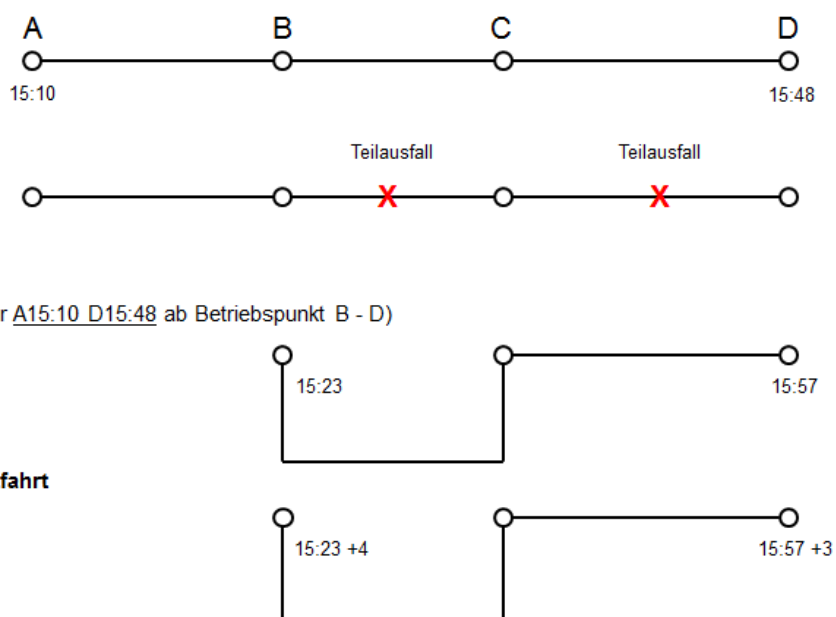 A B C D
15:10 15:48
Teilausfall Teilausfall
X X
r A15:10 D15:48 ab Betriebspunkt B - D)
15:23 15:57
fahrt
15:23 +4 15:57 +3